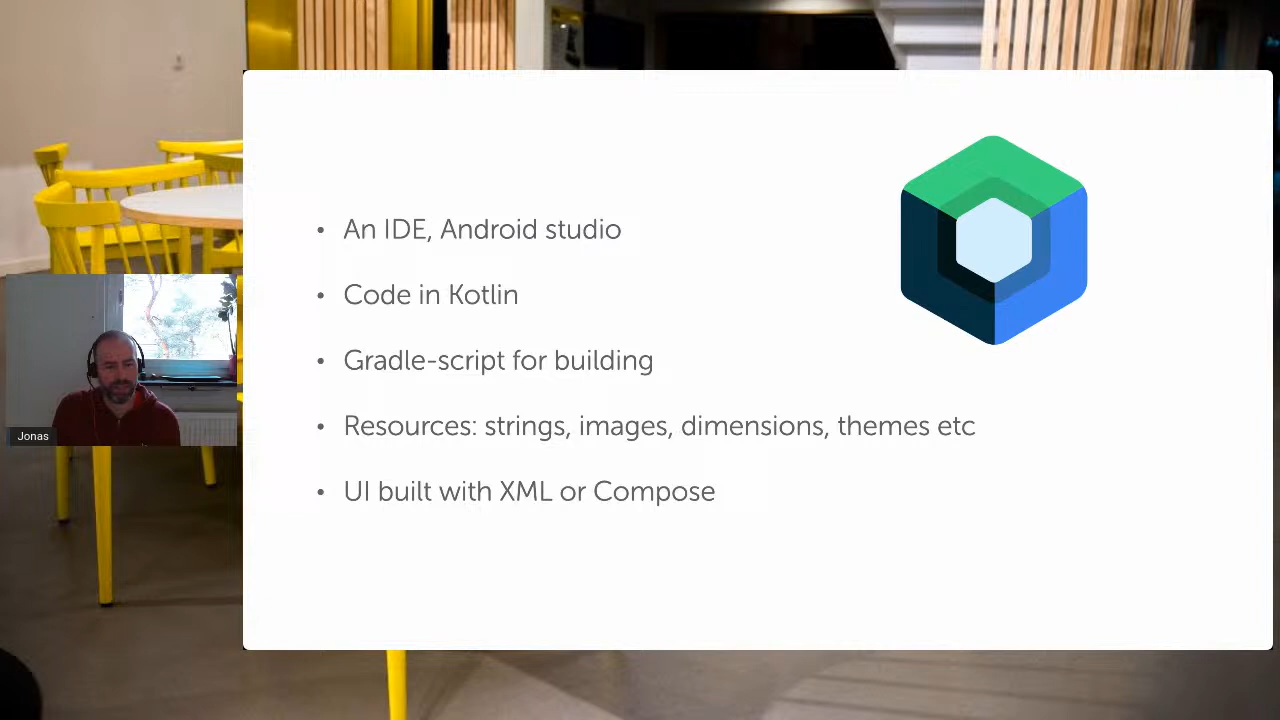 • An IDE, Android studio
• Code in Kotlin
• Gradle-script for building
• Resources: strings, images, dimensions, themes etc
• UI built with XML or Compose
Jonas